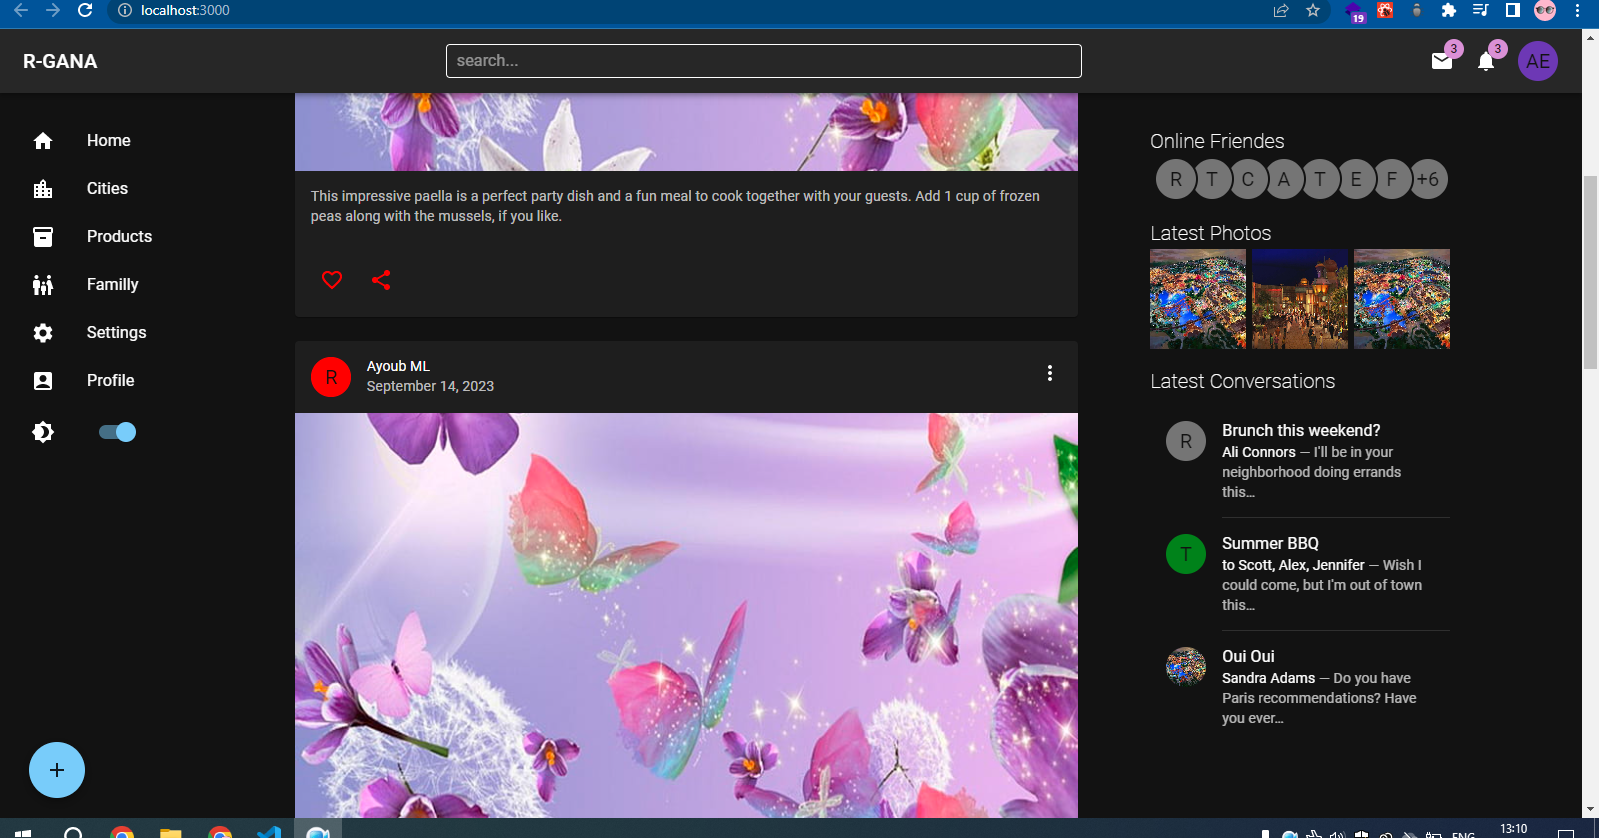 localhost:3000
19
R-GANA
search...
3
3
AE
Home
Cities
Products
Familly
Settings
Profile
This impressive paella is a perfect party dish and a fun meal to cook together with your guests. Add 1 cup of frozen
peas along with the mussels, if you like.
R
Ayoub ML
September 14, 2023
Online Friendes
R T C A T E F +6
Latest Photos
Latest Conversations
R
Brunch this weekend?
Ali Connors — I'll be in your
neighborhood doing errands
this…
T
Summer BBQ
to Scott, Alex, Jennifer — Wish I
could come, but I'm out of town
this…
Oui Oui
Sandra Adams — Do you have
Paris recommendations? Have
you ever…
+
ENG
13:10